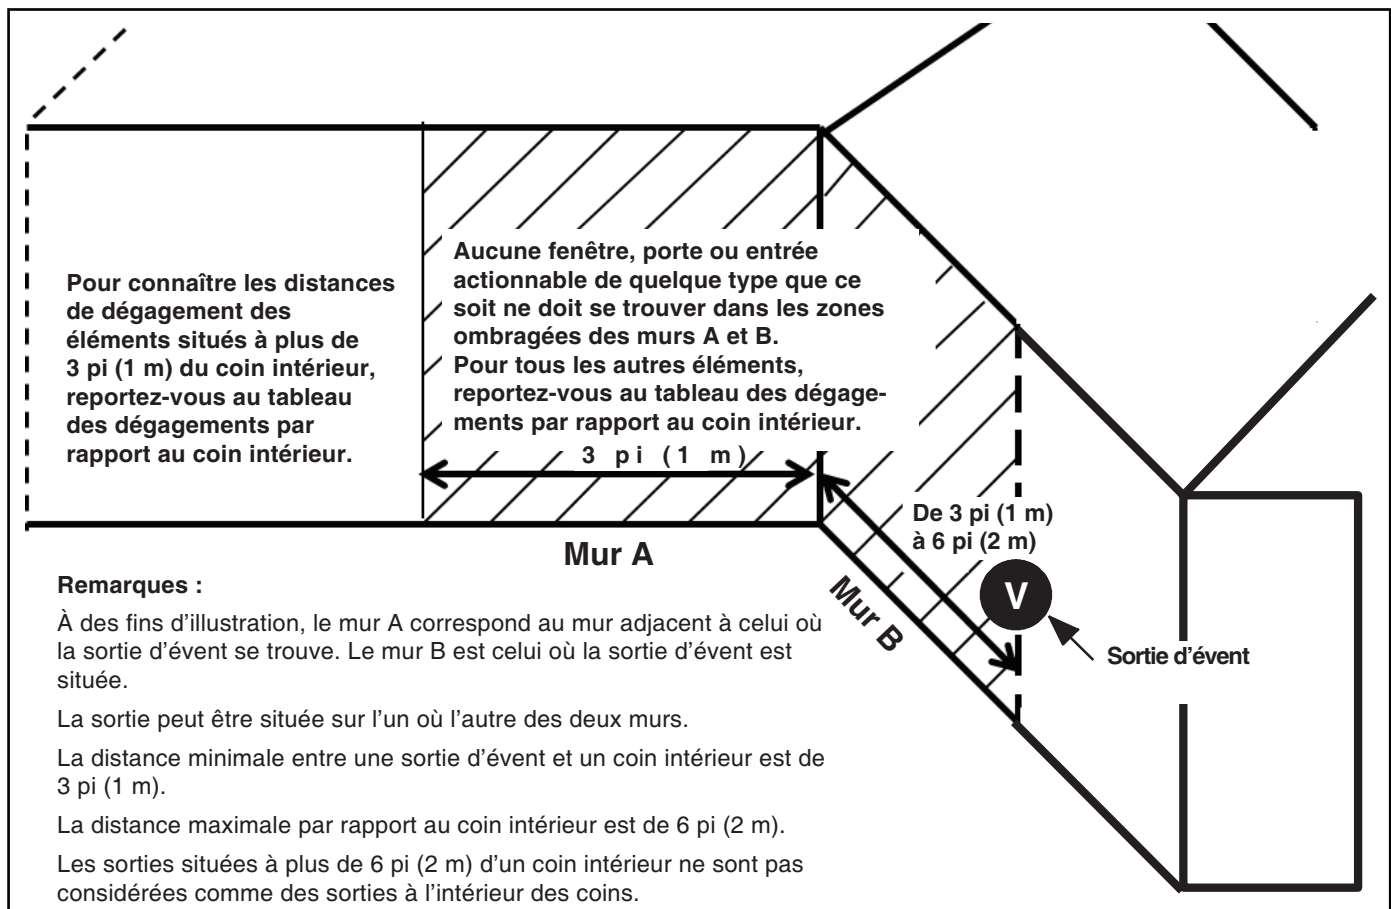 Pour connaître les distances
de dégagement des
éléments situés à plus de
3 pi (1 m) du coin intérieur,
reportez-vous au tableau
des dégagements par
rapport au coin intérieur.
Aucune fenêtre, porte ou entrée
actionnable de quelque type que ce
soit ne doit se trouver dans les zones
ombragées des murs A et B.
Pour tous les autres éléments,
reportez-vous au tableau des dégage-
ments par rapport au coin intérieur.
3 pi (1 m)
De 3 pi (1 m)
à 6 pi (2 m)
Mur A
Mur B
V
Sortie d’évent
Remarques :
À des fins d’illustration, le mur A correspond au mur adjacent à celui où
la sortie d’évent se trouve. Le mur B est celui où la sortie d’évent est
située.
La sortie peut être située sur l’un où l’autre des deux murs.
La distance minimale entre une sortie d’évent et un coin intérieur est de
3 pi (1 m).
La distance maximale par rapport au coin intérieur est de 6 pi (2 m).
Les sorties situées à plus de 6 pi (2 m) d’un coin intérieur ne sont pas
considérées comme des sorties à l’intérieur des coins.